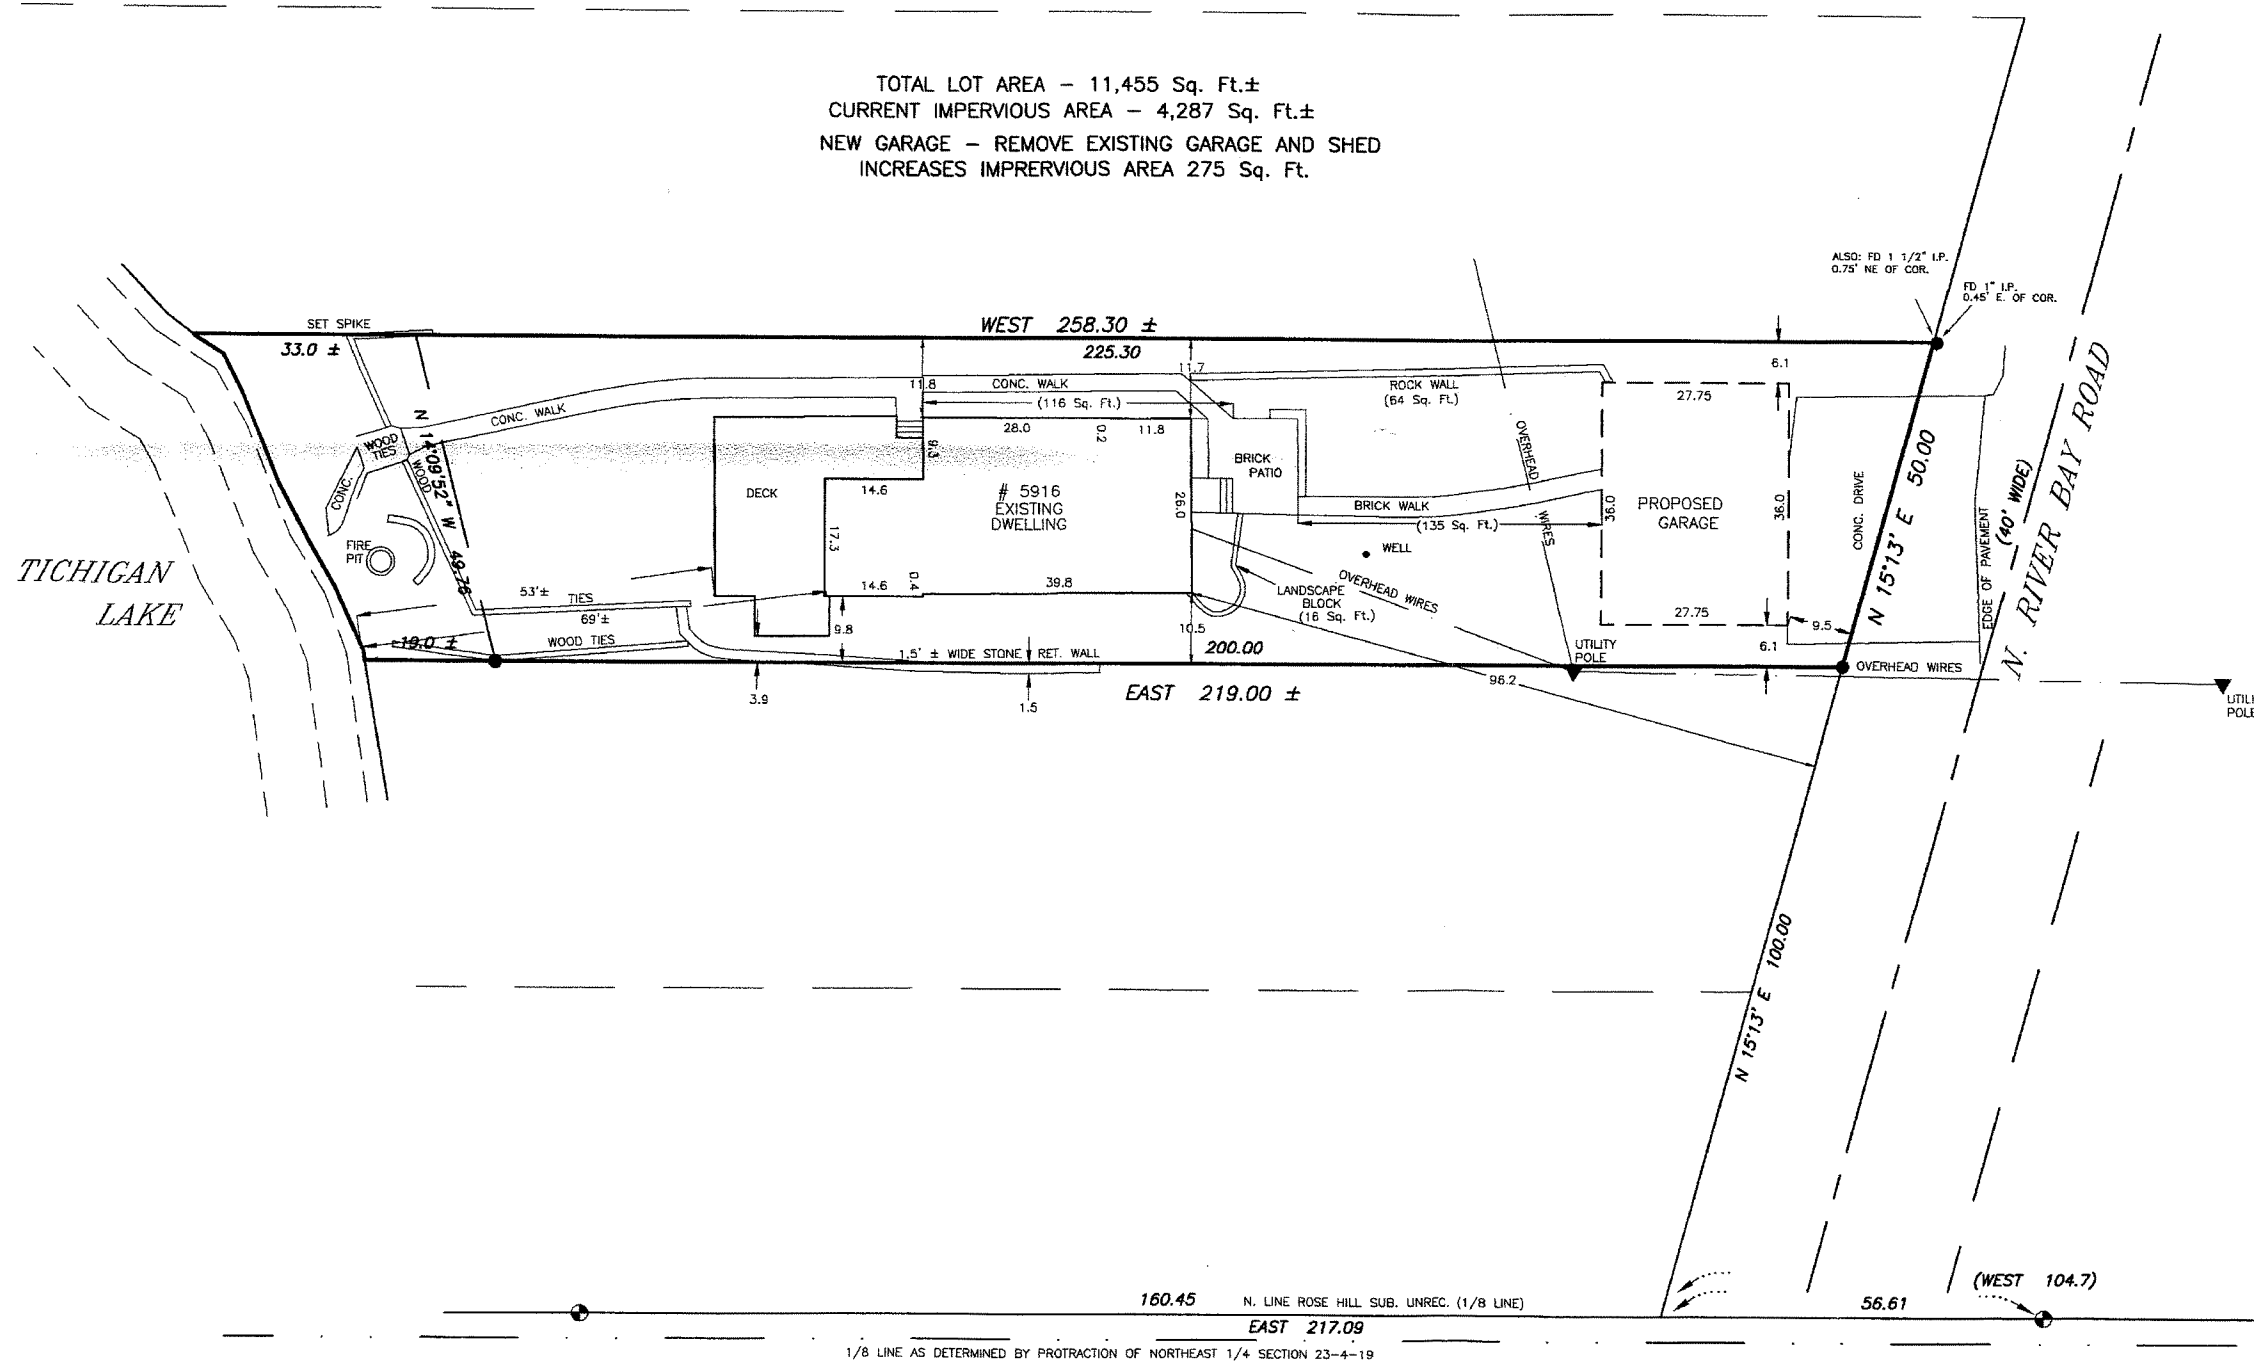 TOTAL LOT AREA – 11,455 Sq. Ft.±
CURRENT IMPERVIOUS AREA – 4,287 Sq. Ft.±
NEW GARAGE – REMOVE EXISTING GARAGE AND SHED
INCREASES IMPRERVIOUS AREA 275 Sq. Ft.
ALSO: FD 1 1/2" I.P.
0.75' NE OF COR.
FD 1" I.P.
0.45' E. OF COR.
SET SPIKE
33.0 ±
WEST 258.30 ±
225.30
11.8
CONC. WALK
(116 Sq. Ft.)
11.7
ROCK WALL
(64 Sq. Ft.)
6.1
27.75
CONC. WALK
WOOD
TIES
WOOD
CONC.
N 14°09'52" W
49.76
28.0
0.2
11.8
9.3
BRICK
PATIO
OVERHEAD
WIRES
DECK
14.6
# 5916
EXISTING
DWELLING
26.0
17.3
BRICK WALK
(135 Sq. Ft.)
36.0
PROPOSED
GARAGE
36.0
CONC. DRIVE
N 15°13' E 50.00
EDGE OF PAVEMENT
(40' WIDE)
N. RIVER BAY ROAD
FIRE
PIT
WELL
TICHIGAN
LAKE
53'±
TIES
69'±
WOOD TIES
19.0 ±
14.6
0.4
39.8
OVERHEAD WIRES
LANDSCAPE
BLOCK
(16 Sq. Ft.)
27.75
9.5
6.1
9.8
10.5
1.5' ± WIDE STONE RET. WALL
200.00
UTILITY
POLE
OVERHEAD WIRES
3.9
1.5
EAST 219.00 ±
96.2
UTILI
POLE
N 15°13' E 100.00
(WEST 104.7)
160.45
N. LINE ROSE HILL SUB. UNREC. (1/8 LINE)
56.61
EAST 217.09
1/8 LINE AS DETERMINED BY PROTRACTION OF NORTHEAST 1/4 SECTION 23-4-19